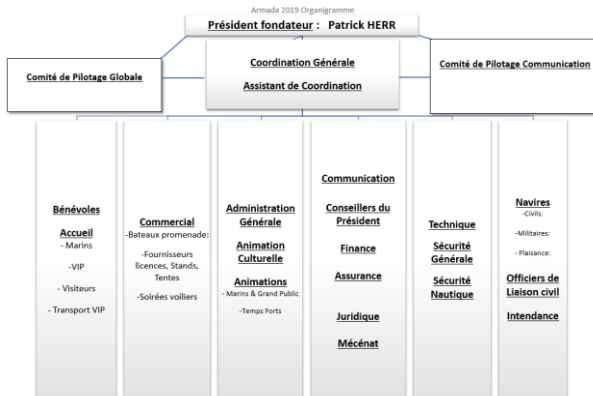 Armada 2019 Organigramme
Président fondateur : Patrick HERR
Comité de Pilotage Globale
Coordination Générale
Assistant de Coordination
Comité de Pilotage Communication
Bénévoles
Accueil
- Marins
-VIP
- Visiteurs
- Transport VIP
Commercial
-Bateaux promenade:
-Fournisseurs
licences, Stands,
Tentes
-Soirées voiliers
Administration
Générale
Animation
Culturelle
Animations
- Marins & Grand Public
-Temps Forts
Communication
Conseillers du
Président
Finance
Assurance
Juridique
Mécénat
Technique
Sécurité
Générale
Sécurité
Nautique
Navires
-Civils:
-Militaires:
- Plaisance:
Officiers de
Liaison civil
Intendance